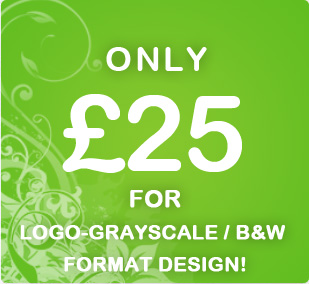 ONLY
£25
FOR
LOGO-GRAYSCALE / B&W
FORMAT DESIGN!